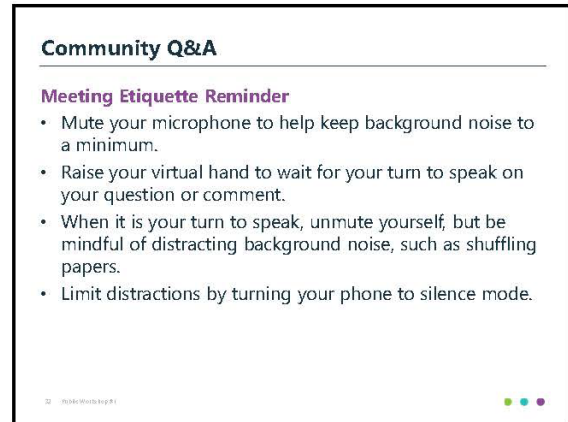 Community Q&A
Meeting Etiquette Reminder
• Mute your microphone to help keep background noise to
a minimum.
• Raise your virtual hand to wait for your turn to speak on
your question or comment.
• When it is your turn to speak, unmute yourself, but be
mindful of distracting background noise, such as shuffling
papers.
• Limit distractions by turning your phone to silence mode.
Public Workshop